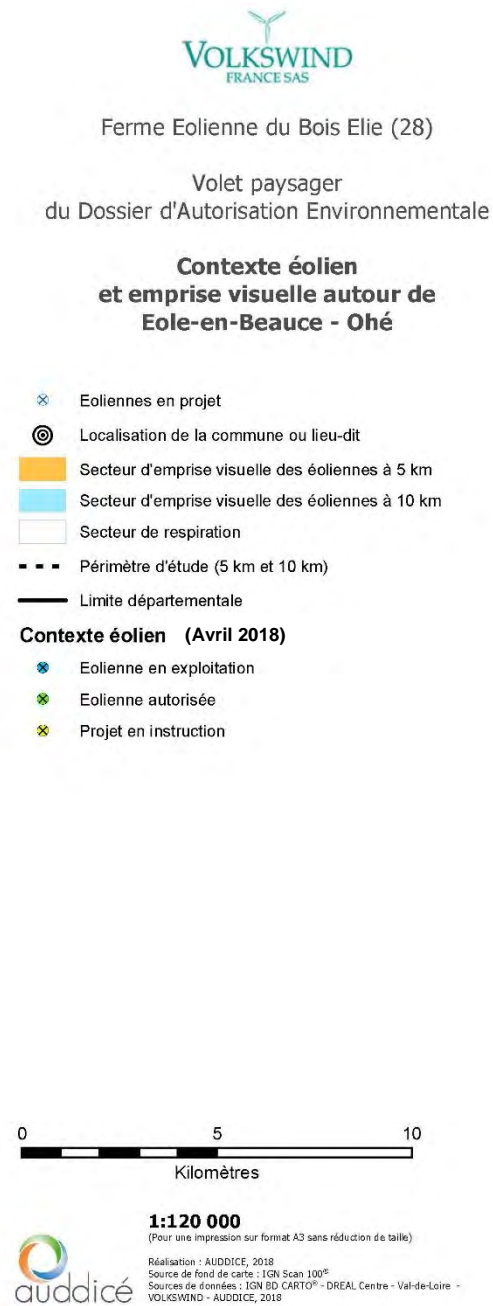 VOLKSWIND
FRANCE SAS
Ferme Eolienne du Bois Elie (28)
Volet paysager
du Dossier d'Autorisation Environnementale
Contexte éolien
et emprise visuelle autour de
Eole-en-Beauce - Ohé
Eoliennes en projet
Localisation de la commune ou lieu-dit
Secteur d'emprise visuelle des éoliennes à 5 km
Secteur d'emprise visuelle des éoliennes à 10 km
Secteur de respiration
Périmètre d'étude (5 km et 10 km)
Limite départementale
Contexte éolien (Avril 2018)
Eolienne en exploitation
Eolienne autorisée
Projet en instruction
0 5 10
Kilomètres
1:120 000
(Pour une impression sur format A3 sans réduction de taille)
Réalisation : AUDDICE, 2018
Source de fond de carte : IGN Scan 100®
Sources de données : IGN BD CARTO® - DREAL Centre - Val-de-Loire -
VOLKSWIND - AUDDICE, 2018
auddicé